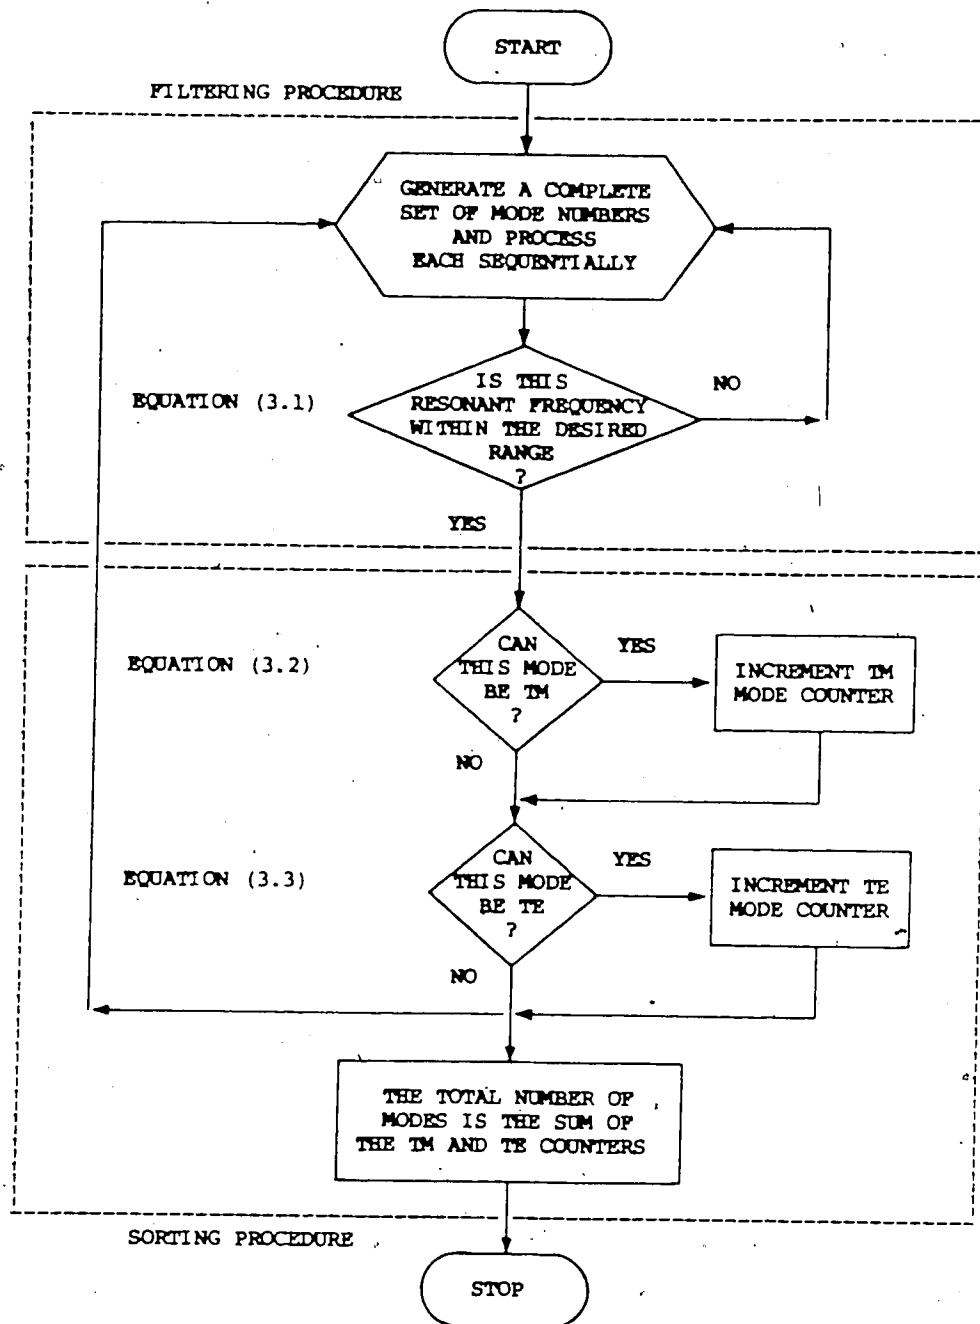 START
FILTERING PROCEDURE
GENERATE A COMPLETE
SET OF MODE NUMBERS
AND PROCESS
EACH SEQUENTIALLY
EQUATION (3.1)
IS THIS
RESONANT FREQUENCY
WITHIN THE DESIRED
RANGE
?
NO
YES
EQUATION (3.2)
CAN
THIS MODE
BE TM
?
YES
INCREMENT TM
MODE COUNTER
NO
EQUATION (3.3)
CAN
THIS MODE
BE TE
?
YES
INCREMENT TE
MODE COUNTER
NO
THE TOTAL NUMBER OF
MODES IS THE SUM OF
THE TM AND TE COUNTERS
SORTING PROCEDURE
STOP